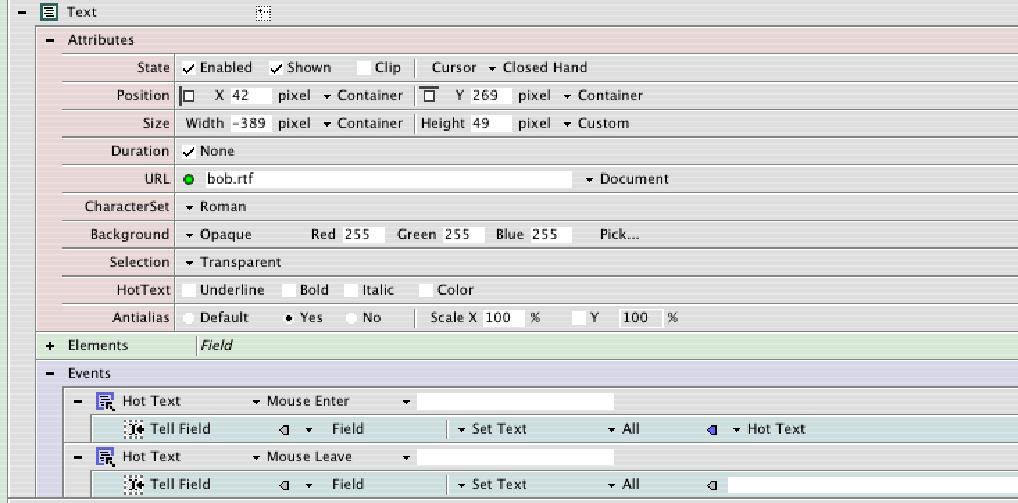 Text
Attributes
State Enabled Shown Clip Cursor Closed Hand
Position X 42 pixel Container Y 269 pixel Container
Size Width -389 pixel Container Height 49 pixel Custom
Duration None
URL bob.rtf Document
CharacterSet Roman
Background Opaque Red 255 Green 255 Blue 255 Pick...
Selection Transparent
HotText Underline Bold Italic Color
Antialias Default Yes No Scale X 100 % Y 100 %
Elements Field
Events
Hot Text Mouse Enter
Tell Field Field Set Text All Hot Text
Hot Text Mouse Leave
Tell Field Field Set Text All